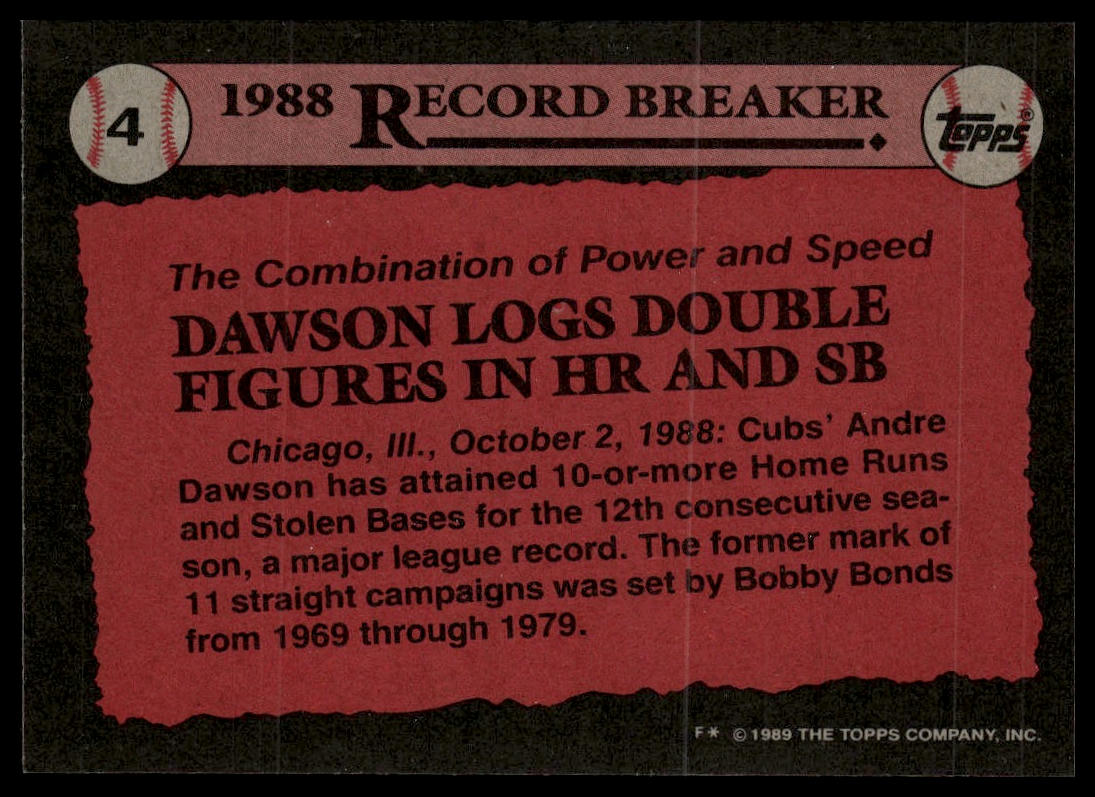 4
1988 RECORD BREAKER
topps®
The Combination of Power and Speed
DAWSON LOGS DOUBLE
FIGURES IN HR AND SB
Chicago, Ill., October 2, 1988: Cubs' Andre
Dawson has attained 10-or-more Home Runs
and Stolen Bases for the 12th consecutive sea-
son, a major league record. The former mark of
11 straight campaigns was set by Bobby Bonds
from 1969 through 1979.
F* © 1989 THE TOPPS COMPANY, INC.